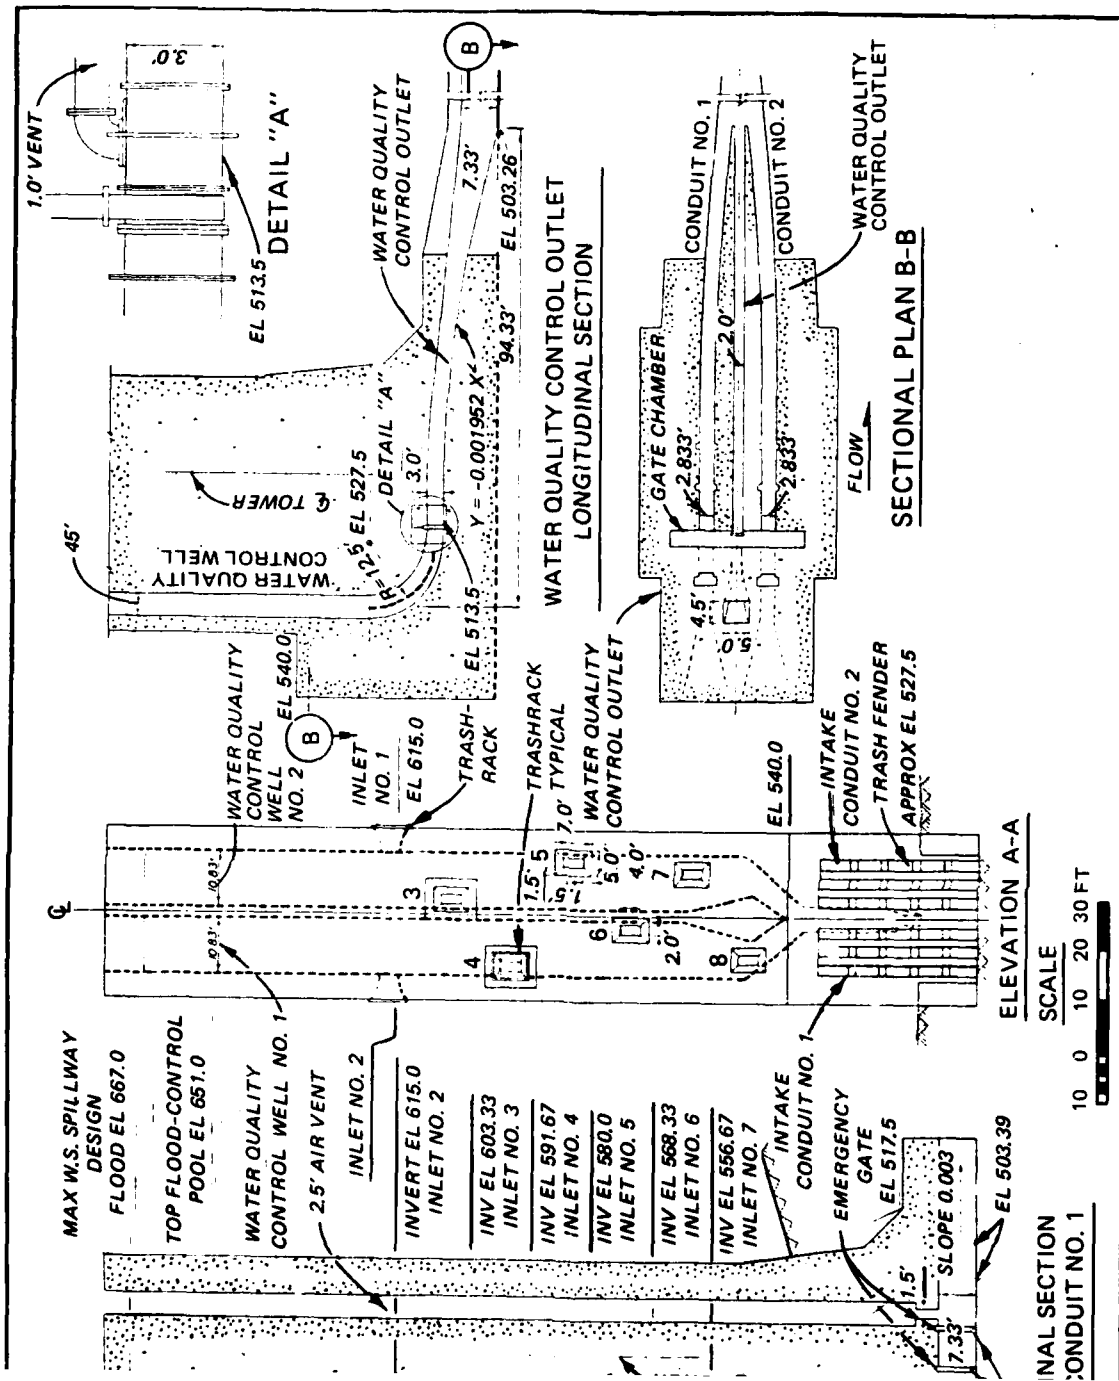 1.0' VENT
3.0'
DETAIL "A"
EL 513.5
45'
WATER QUALITY
CONTROL WELL
℄ TOWER
R=12.5'
EL 527.5
DETAIL "A"
3.0'
EL 513.5
Y = -0.001952 X²
WATER QUALITY
CONTROL OUTLET
7.33'
B
EL 503.26
94.33'
EL 540.0
B
WATER QUALITY CONTROL OUTLET
LONGITUDINAL SECTION
WATER QUALITY
CONTROL OUTLET
GATE CHAMBER
2.833'
2.833'
2.0'
4.5'
5.0'
CONDUIT NO. 1
CONDUIT NO. 2
WATER QUALITY
CONTROL OUTLET
FLOW
SECTIONAL PLAN B-B
℄
10.83'
10.83'
WATER QUALITY
CONTROL
WELL
NO. 2
INLET
NO. 1
EL 615.0
TRASH-
RACK
TRASHRACK
TYPICAL
3
4
5
6
7
8
1.5'
1.5'
7.0'
5.0'
4.0'
2.0'
EL 540.0
INTAKE
CONDUIT NO. 2
TRASH FENDER
APPROX EL 527.5
ELEVATION A-A
SCALE
10 0 10 20 30 FT
MAX W.S. SPILLWAY
DESIGN
FLOOD EL 667.0
TOP FLOOD-CONTROL
POOL EL 651.0
WATER QUALITY
CONTROL WELL NO. 1
2.5' AIR VENT
INLET NO. 2
INVERT EL 615.0
INLET NO. 2
INV EL 603.33
INLET NO. 3
INV EL 591.67
INLET NO. 4
INV EL 580.0
INLET NO. 5
INV EL 568.33
INLET NO. 6
INV EL 556.67
INLET NO. 7
INTAKE
CONDUIT NO. 1
EMERGENCY
GATE
EL 517.5
1.5'
SLOPE 0.003
7.33'
EL 503.39
INAL SECTION
CONDUIT NO. 1